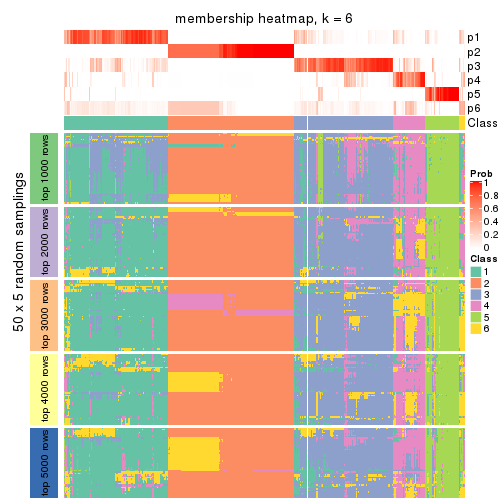 membership heatmap, k = 6
p1
p2
p3
p4
p5
p6
Class
50 x 5 random samplings
top 1000 rows
top 2000 rows
top 3000 rows
top 4000 rows
top 5000 rows
Prob
1
0.8
0.6
0.4
0.2
0
Class
1
2
3
4
5
6